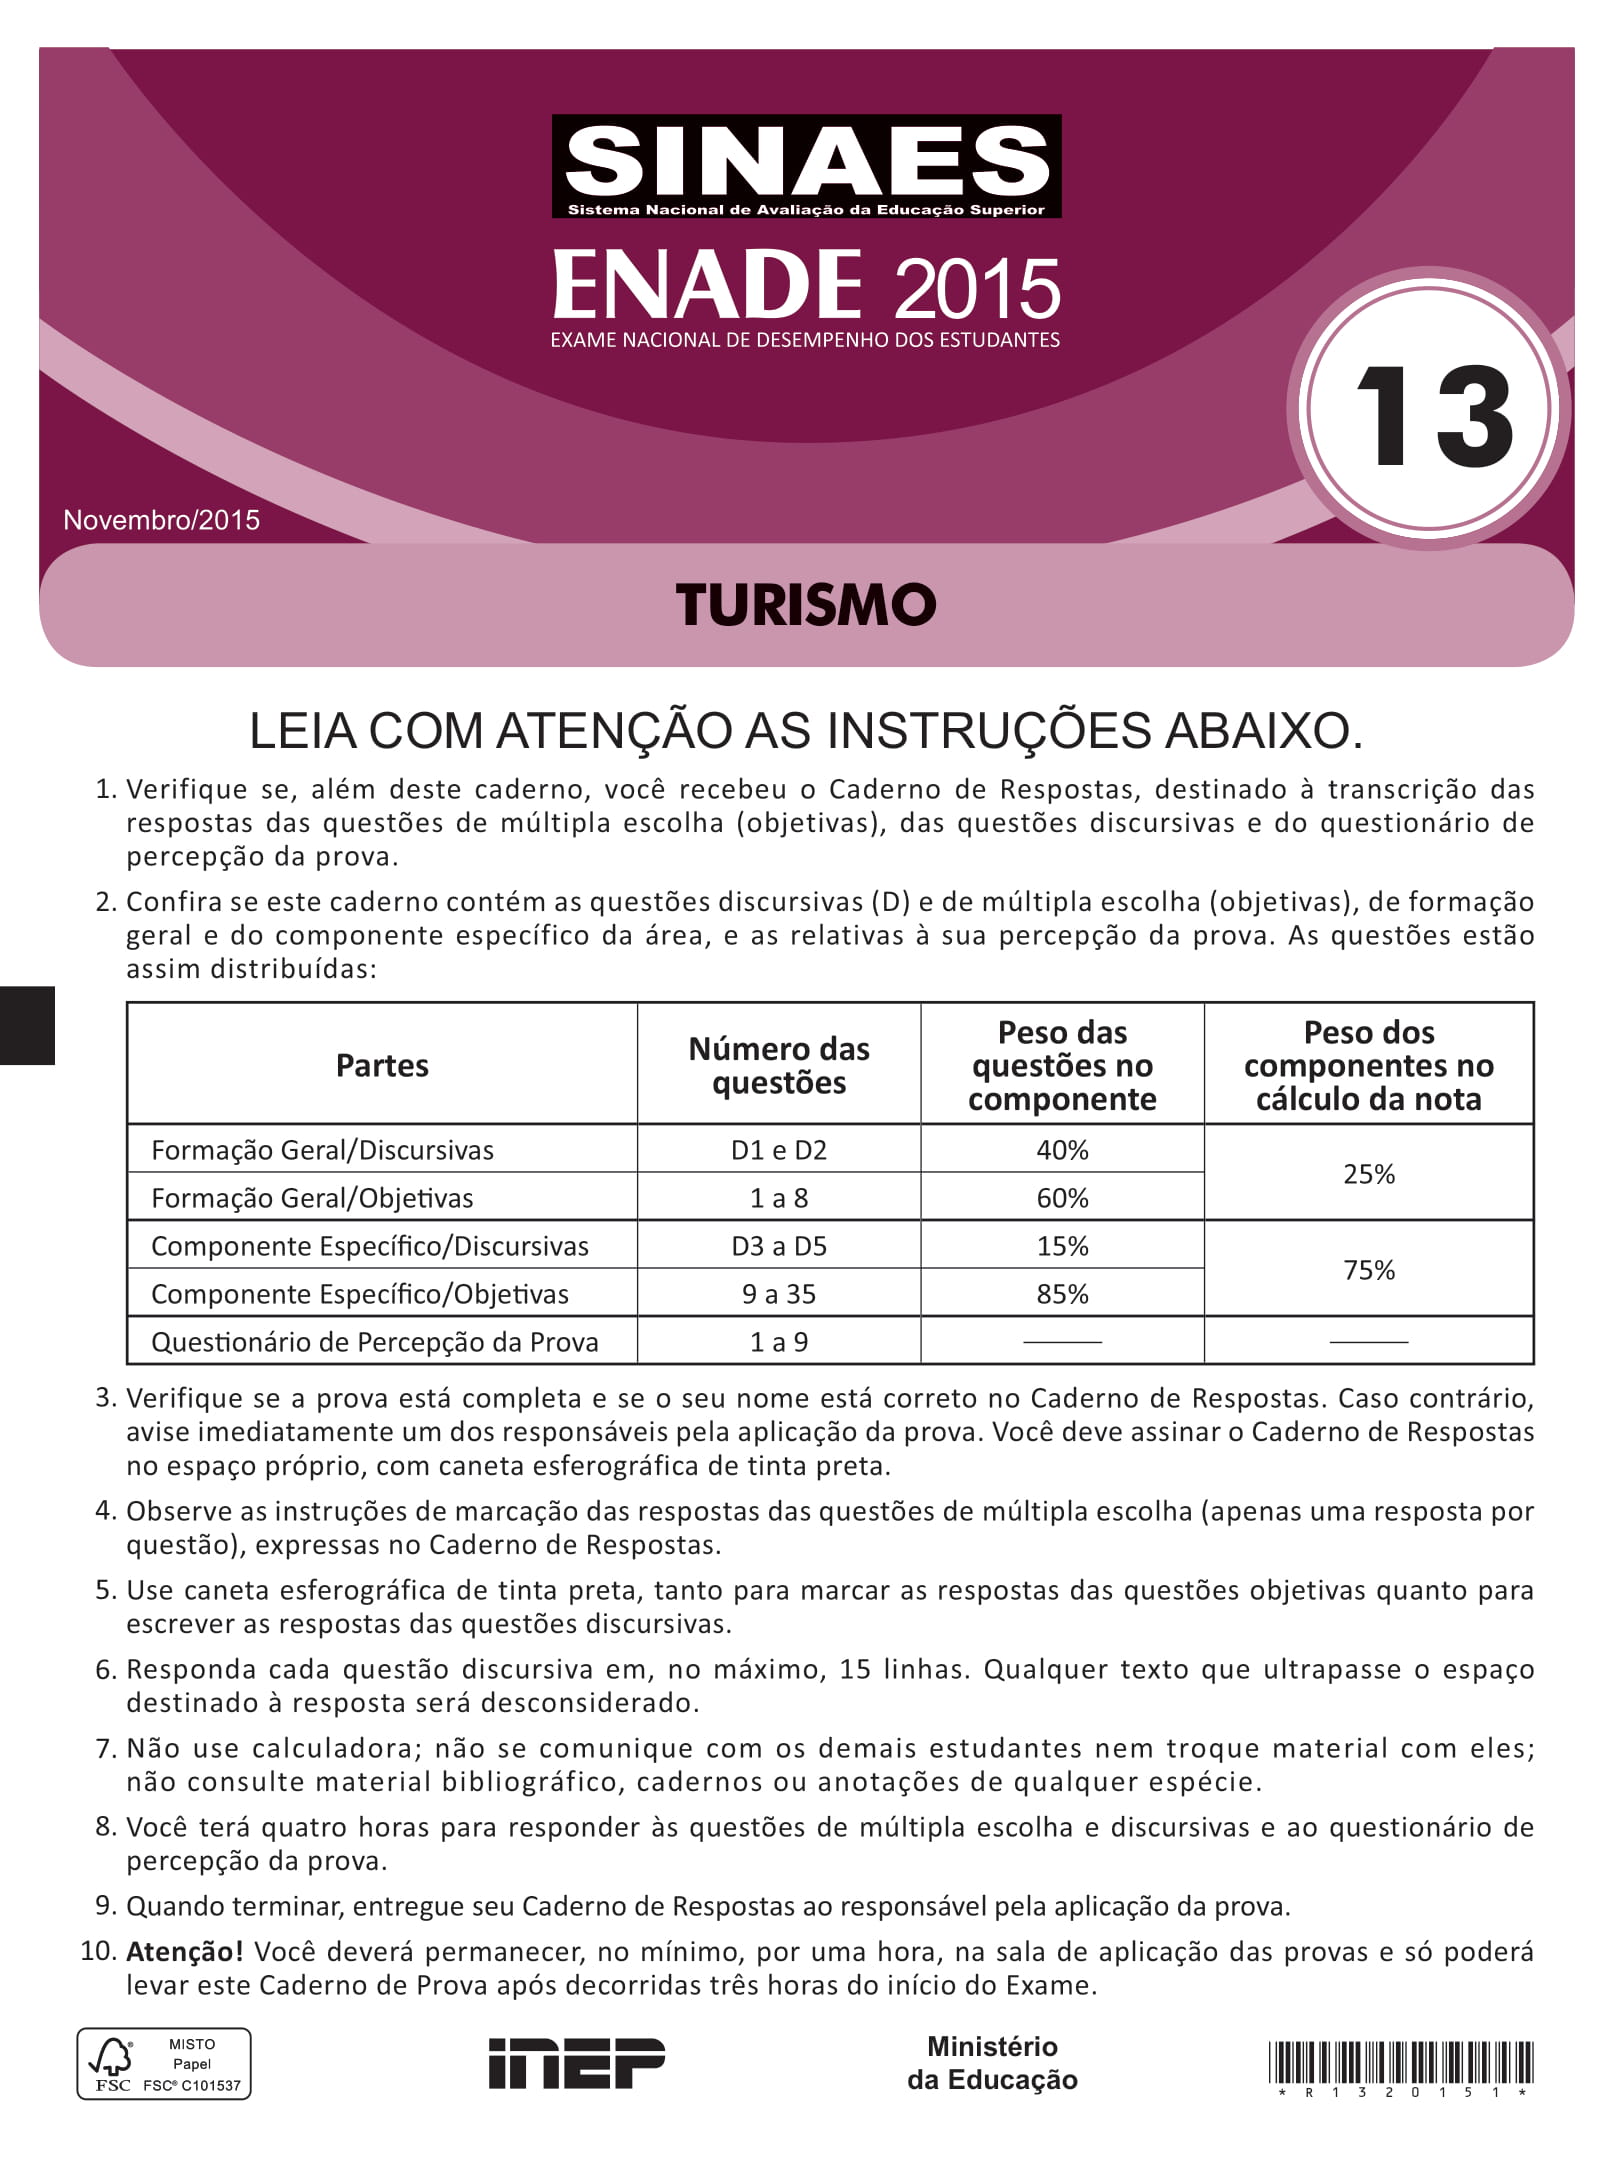 SINAES
Sistema Nacional de Avaliação da Educação Superior
ENADE 2015
EXAME NACIONAL DE DESEMPENHO DOS ESTUDANTES
13
Novembro/2015
TURISMO
LEIA COM ATENÇÃO AS INSTRUÇÕES ABAIXO.
1. Verifique se, além deste caderno, você recebeu o Caderno de Respostas, destinado à transcrição das
respostas das questões de múltipla escolha (objetivas), das questões discursivas e do questionário de
percepção da prova.
2. Confira se este caderno contém as questões discursivas (D) e de múltipla escolha (objetivas), de formação
geral e do componente específico da área, e as relativas à sua percepção da prova. As questões estão
assim distribuídas:
Partes
Número das
questões
Peso das
questões no
componente
Peso dos
componentes no
cálculo da nota
Formação Geral/Discursivas D1 e D2 40%
25%
Formação Geral/Objetivas 1 a 8 60%
Componente Específico/Discursivas D3 a D5 15%
75%
Componente Específico/Objetivas 9 a 35 85%
Questionário de Percepção da Prova 1 a 9
3. Verifique se a prova está completa e se o seu nome está correto no Caderno de Respostas. Caso contrário,
avise imediatamente um dos responsáveis pela aplicação da prova. Você deve assinar o Caderno de Respostas
no espaço próprio, com caneta esferográfica de tinta preta.
4. Observe as instruções de marcação das respostas das questões de múltipla escolha (apenas uma resposta por
questão), expressas no Caderno de Respostas.
5. Use caneta esferográfica de tinta preta, tanto para marcar as respostas das questões objetivas quanto para
escrever as respostas das questões discursivas.
6. Responda cada questão discursiva em, no máximo, 15 linhas. Qualquer texto que ultrapasse o espaço
destinado à resposta será desconsiderado.
7. Não use calculadora; não se comunique com os demais estudantes nem troque material com eles;
não consulte material bibliográfico, cadernos ou anotações de qualquer espécie.
8. Você terá quatro horas para responder às questões de múltipla escolha e discursivas e ao questionário de
percepção da prova.
9. Quando terminar, entregue seu Caderno de Respostas ao responsável pela aplicação da prova.
10. Atenção! Você deverá permanecer, no mínimo, por uma hora, na sala de aplicação das provas e só poderá
levar este Caderno de Prova após decorridas três horas do início do Exame.
MISTO
Papel
FSC® C101537
FSC
®
INEP
Ministério
da Educação
* R 1 3 2 0 1 5 1 *